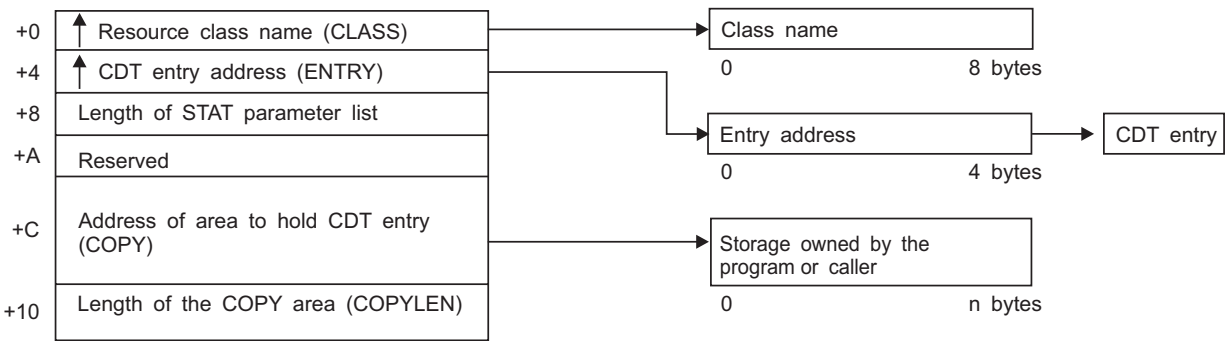 +0
Resource class name (CLASS)
Class name
0 8 bytes
+4
CDT entry address (ENTRY)
+8
Length of STAT parameter list
Entry address
CDT entry
0 4 bytes
+A
Reserved
+C
Address of area to hold CDT entry
(COPY)
Storage owned by the
program or caller
0 n bytes
+10
Length of the COPY area (COPYLEN)